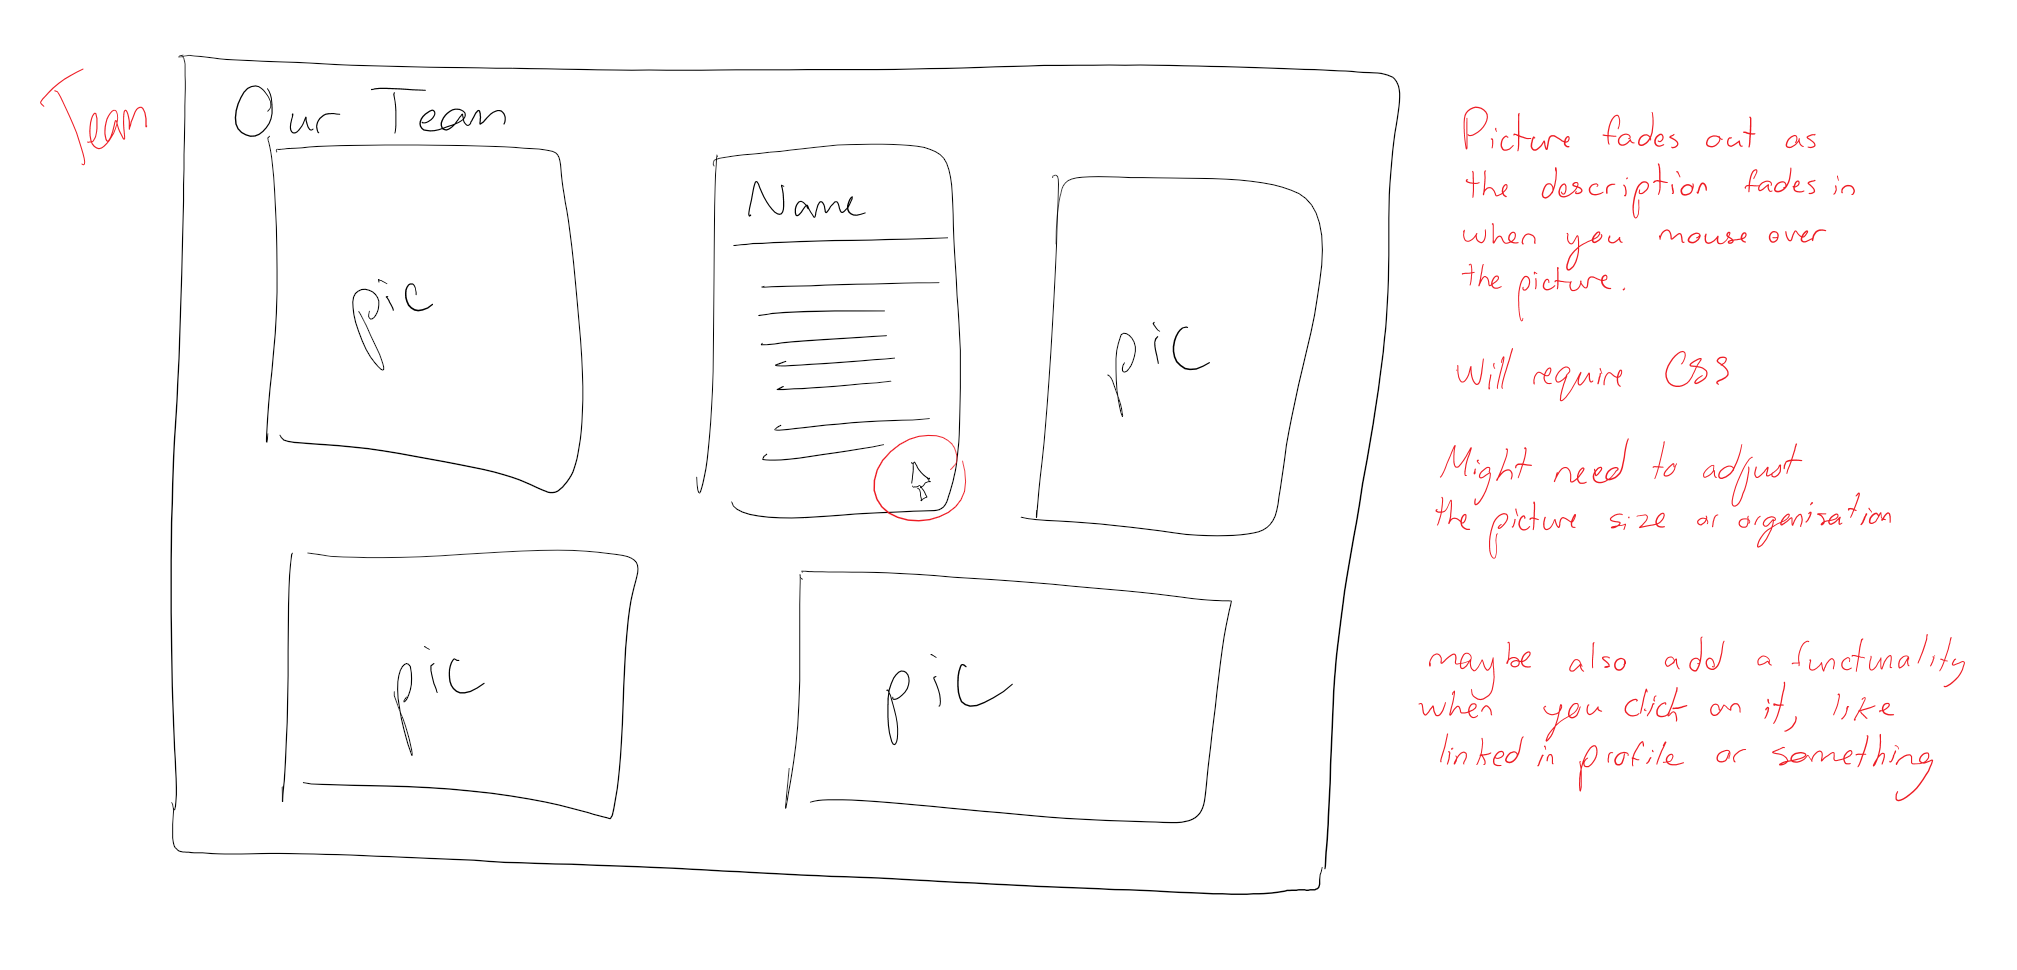 Team
Our Team
pic
Name
pic
pic
pic
Picture fades out as
the description fades in
when you mouse over
the picture.
Will require CSS
Might need to adjust
the picture size or organisation
maybe also add a functunality
when you click on it, like
linked in profile or something